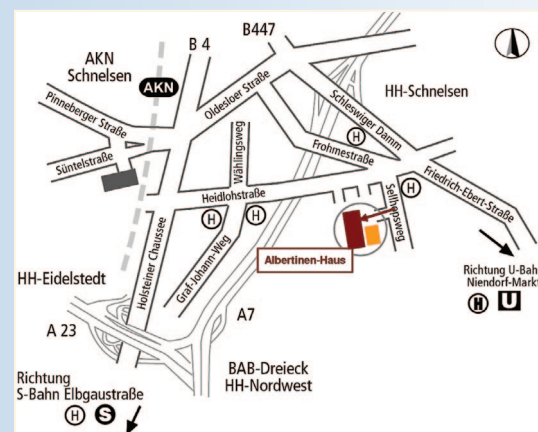 B447
B 4
AKN
Schnelsen
AKN
Oldesloer Straße
HH-Schnelsen
Schleswiger Damm
Pinneberger Straße
H
Frohmestraße
Wählingsweg
Süntelstraße
Friedrich-Ebert-Straße
Heidlohstraße
H
H
H
Sellhopsweg
Albertinen-Haus
Holsteiner Chaussee
Graf-Johann-Weg
HH-Eidelstedt
Richtung U-Bahn
Niendorf-Markt
H U
A 23
A7
BAB-Dreieck
HH-Nordwest
Richtung
S-Bahn Elbgaustraße
H S